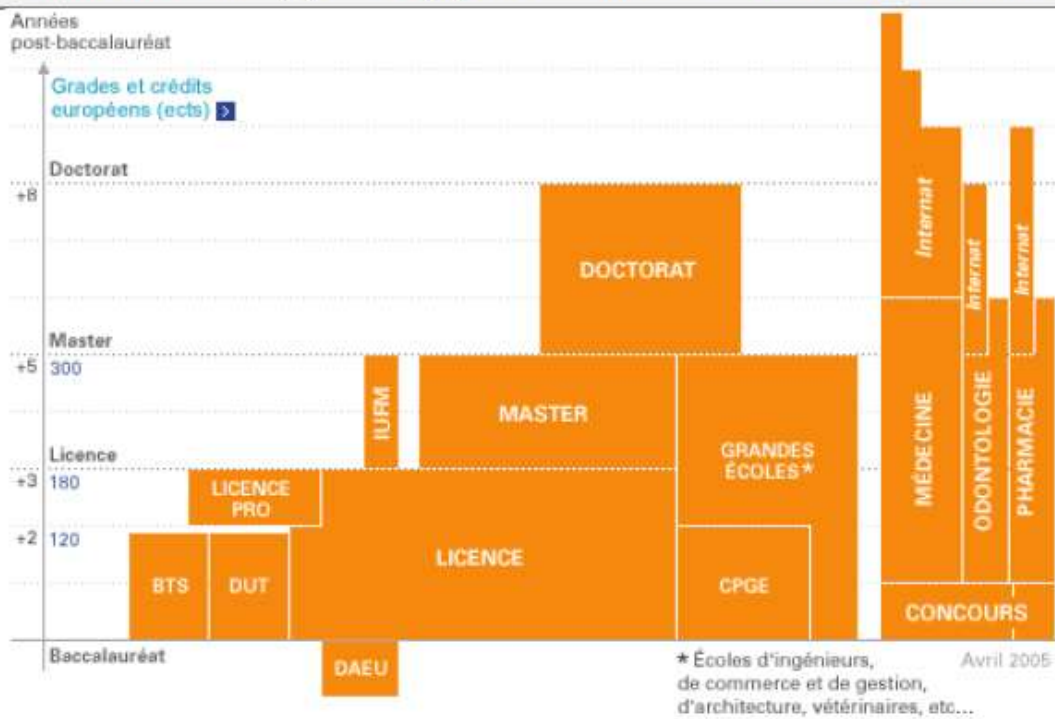 Années
post-baccalauréat
Grades et crédits
européens (ects) >
Doctorat
+8
DOCTORAT
Internat
Internat
Internat
Master
+5 300
IUFM
MASTER
GRANDES
ÉCOLES*
MÉDECINE
ODONTOLOGIE
PHARMACIE
Licence
+3 180
LICENCE
PRO
+2 120
LICENCE
BTS
DUT
CPGE
CONCOURS
Baccalauréat
DAEU
* Écoles d'ingénieurs,
de commerce et de gestion,
d'architecture, vétérinaires, etc...
Avril 2005